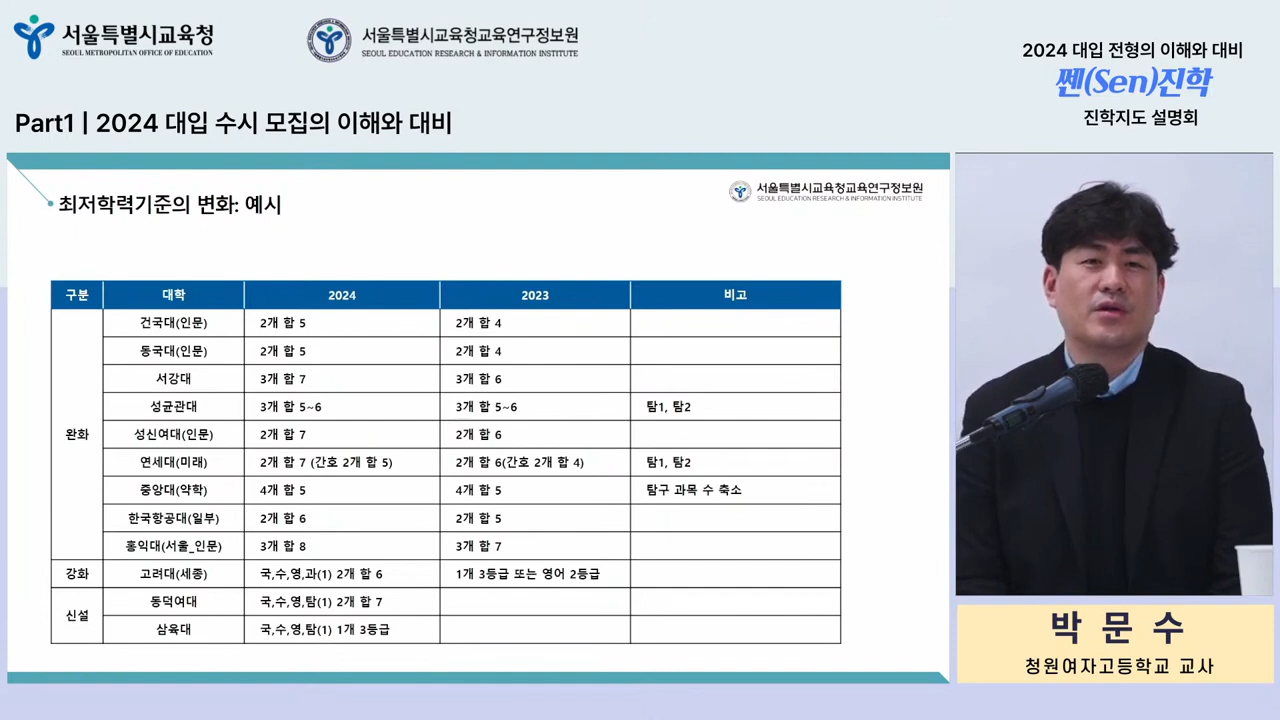 서울특별시교육청
SEOUL METROPOLITAN OFFICE OF EDUCATION
서울특별시교육청교육연구정보원
SEOUL EDUCATION RESEARCH & INFORMATION INSTITUTE
2024 대입 전형의 이해와 대비
쎈(Sen)진학
진학지도 설명회
Part1 | 2024 대입 수시 모집의 이해와 대비
최저학력기준의 변화: 예시
서울특별시교육청교육연구정보원
SEOUL EDUCATION RESEARCH & INFORMATION INSTITUTE
구분 대학 2024 2023 비고
완화
건국대(인문) 2개 합 5 2개 합 4
동국대(인문) 2개 합 5 2개 합 4
서강대 3개 합 7 3개 합 6
성균관대 3개 합 5~6 3개 합 5~6 탐1, 탐2
성신여대(인문) 2개 합 7 2개 합 6
연세대(미래) 2개 합 7 (간호 2개 합 5) 2개 합 6(간호 2개 합 4) 탐1, 탐2
중앙대(약학) 4개 합 5 4개 합 5 탐구 과목 수 축소
한국항공대(일부) 2개 합 6 2개 합 5
홍익대(서울_인문) 3개 합 8 3개 합 7
강화 고려대(세종) 국,수,영,과(1) 2개 합 6 1개 3등급 또는 영어 2등급
신설
동덕여대 국,수,영,탐(1) 2개 합 7
삼육대 국,수,영,탐(1) 1개 3등급
박 문 수
청원여자고등학교 교사